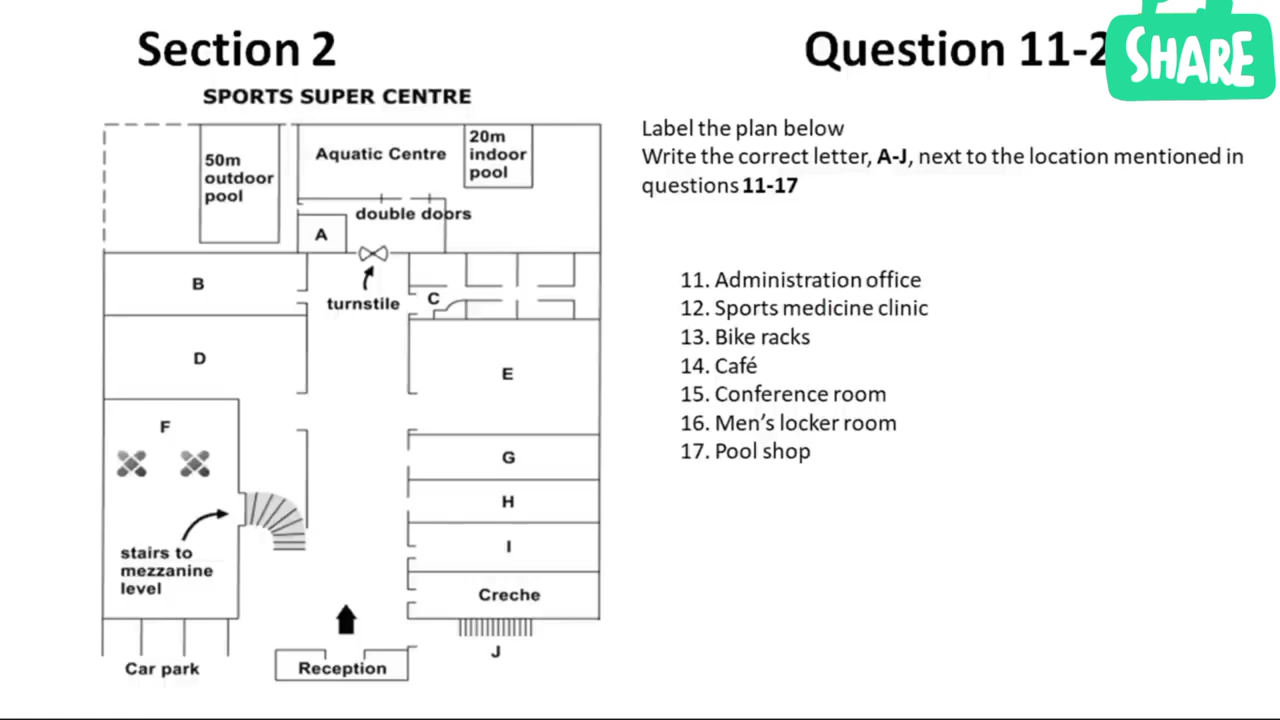 Section 2
Question 11-2
SHARE
SPORTS SUPER CENTRE
50m
outdoor
pool
Aquatic Centre
20m
indoor
pool
double doors
A
B
turnstile
C
D
E
F
G
H
I
stairs to
mezzanine
level
Creche
J
Car park
Reception
Label the plan below
Write the correct letter, A-J, next to the location mentioned in
questions 11-17
11. Administration office
12. Sports medicine clinic
13. Bike racks
14. Café
15. Conference room
16. Men's locker room
17. Pool shop